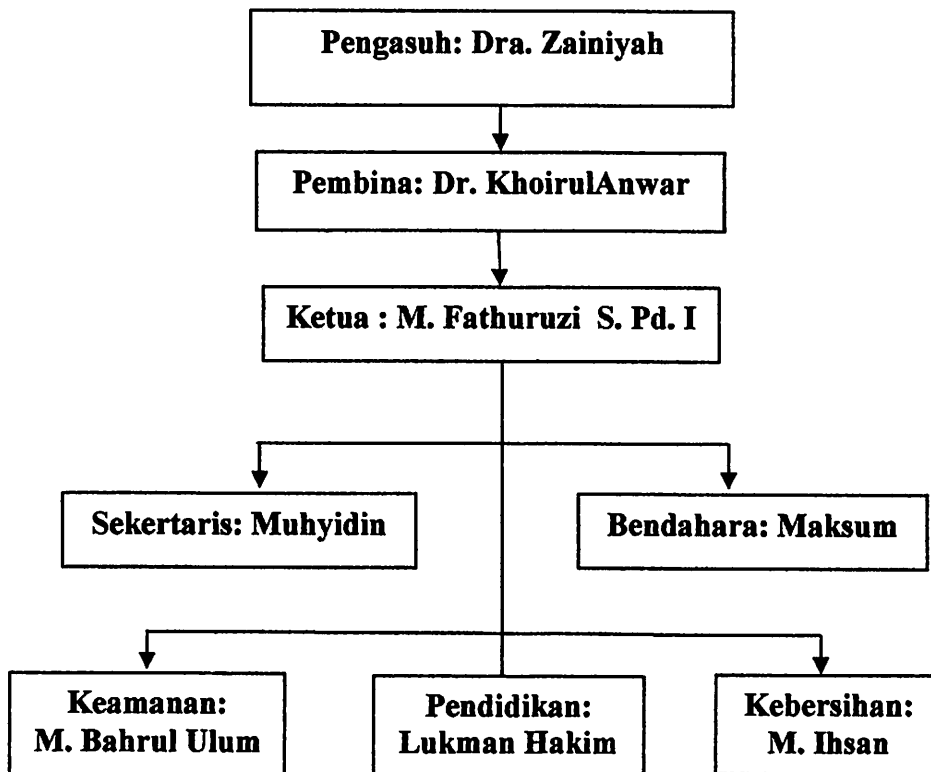 Pengasuh: Dra. Zainiyah
Pembina: Dr. KhoirulAnwar
Ketua : M. Fathuruzi S. Pd. I
Sekertaris: Muhyidin
Bendahara: Maksum
Keamanan:
M. Bahrul Ulum
Pendidikan:
Lukman Hakim
Kebersihan:
M. Ihsan